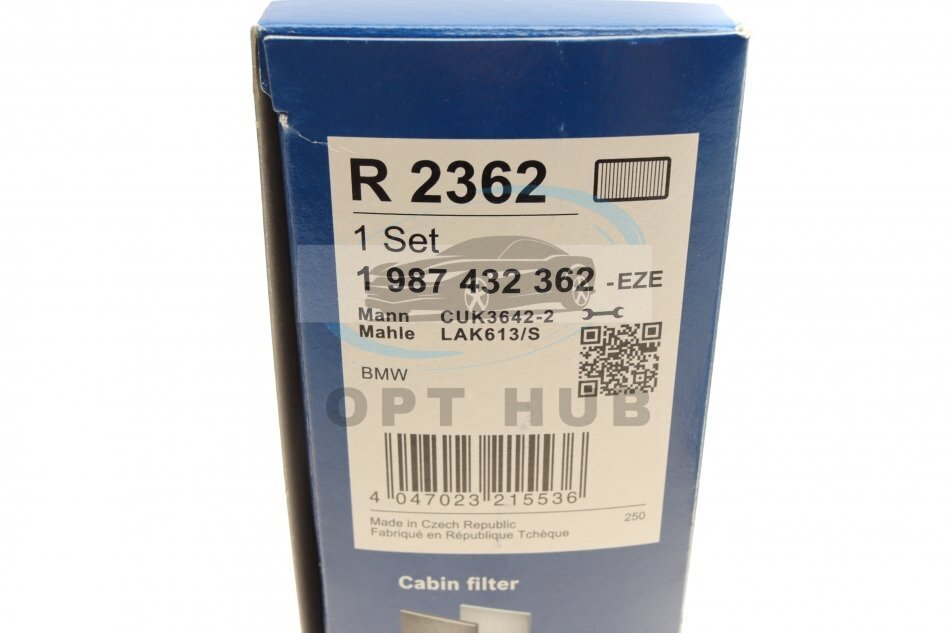 R 2362
1 Set
1 987 432 362 -EZE
Mann CUK3642-2
Mahle LAK613/S
BMW
OPT HUB
4 047023 215536
Made in Czech Republic 250
Fabriqué en République Tchèque
Cabin filter